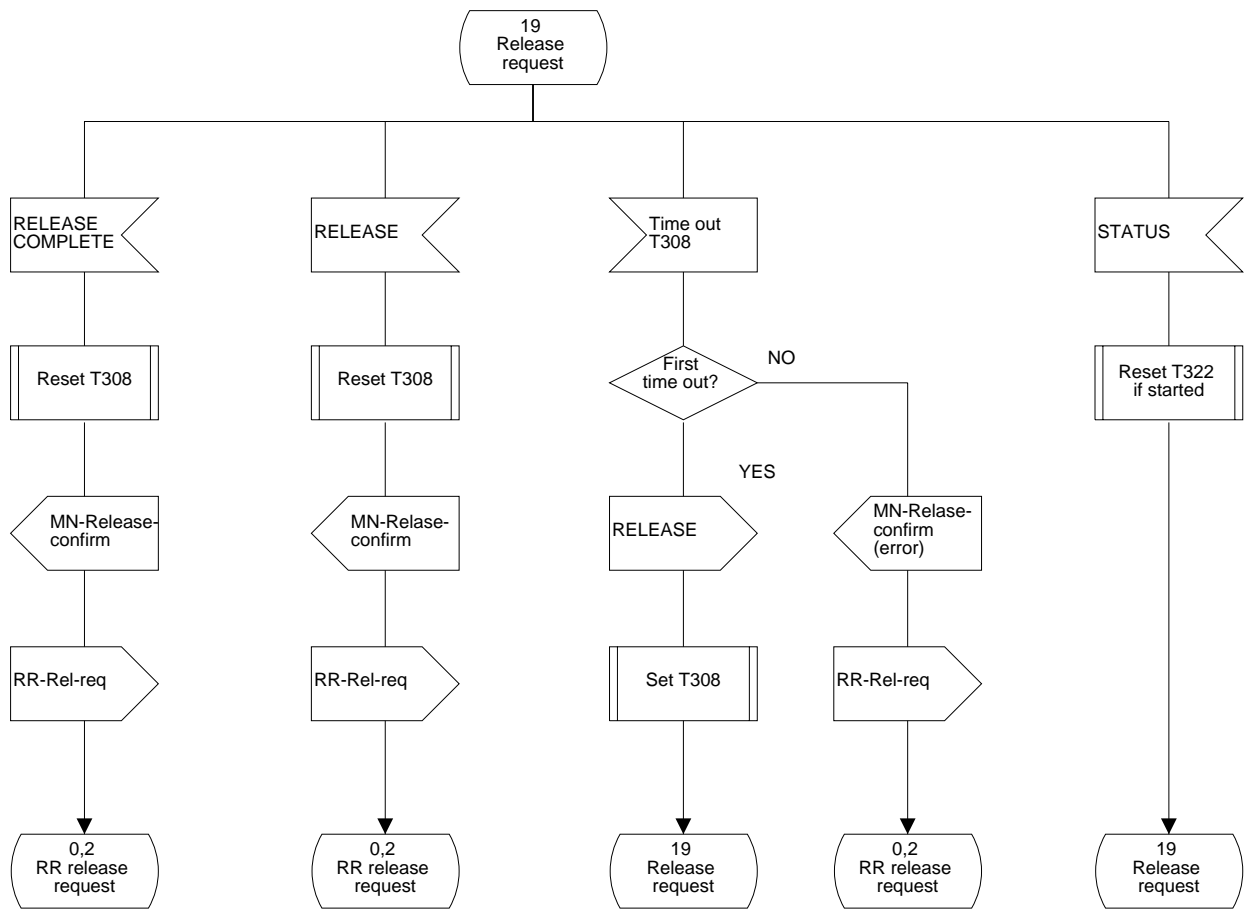 19
Release
request
RELEASE
COMPLETE
RELEASE
Time out
T308
STATUS
Reset T308
Reset T308
First
time out?
NO
Reset T322
if started
YES
MN-Release-
confirm
MN-Relase-
confirm
RELEASE
MN-Relase-
confirm
(error)
RR-Rel-req
RR-Rel-req
Set T308
RR-Rel-req
0,2
RR release
request
0,2
RR release
request
19
Release
request
0,2
RR release
request
19
Release
request